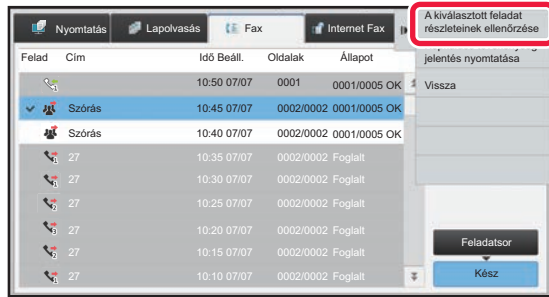 Nyomtatás Lapolvasás Fax Internet Fax
A kiválasztott feladat
részleteinek ellenőrzése
jelentés nyomtatása
Vissza
Felad Cím Idő Beáll. Oldalak Állapot
10:50 07/07 0001 0001/0005 OK
Szórás 10:45 07/07 0002/0002 0001/0005 OK
Szórás 10:40 07/07 0002/0002 0001/0005 OK
27 10:35 07/07 0002/0002 Foglalt
27 10:30 07/07 0002/0002 Foglalt
27 10:25 07/07 0002/0002 Foglalt
27 10:20 07/07 0002/0002 Foglalt
27 10:15 07/07 0002/0002 Foglalt
27 10:10 07/07 0002/0002 Foglalt
Feladatsor
Kész